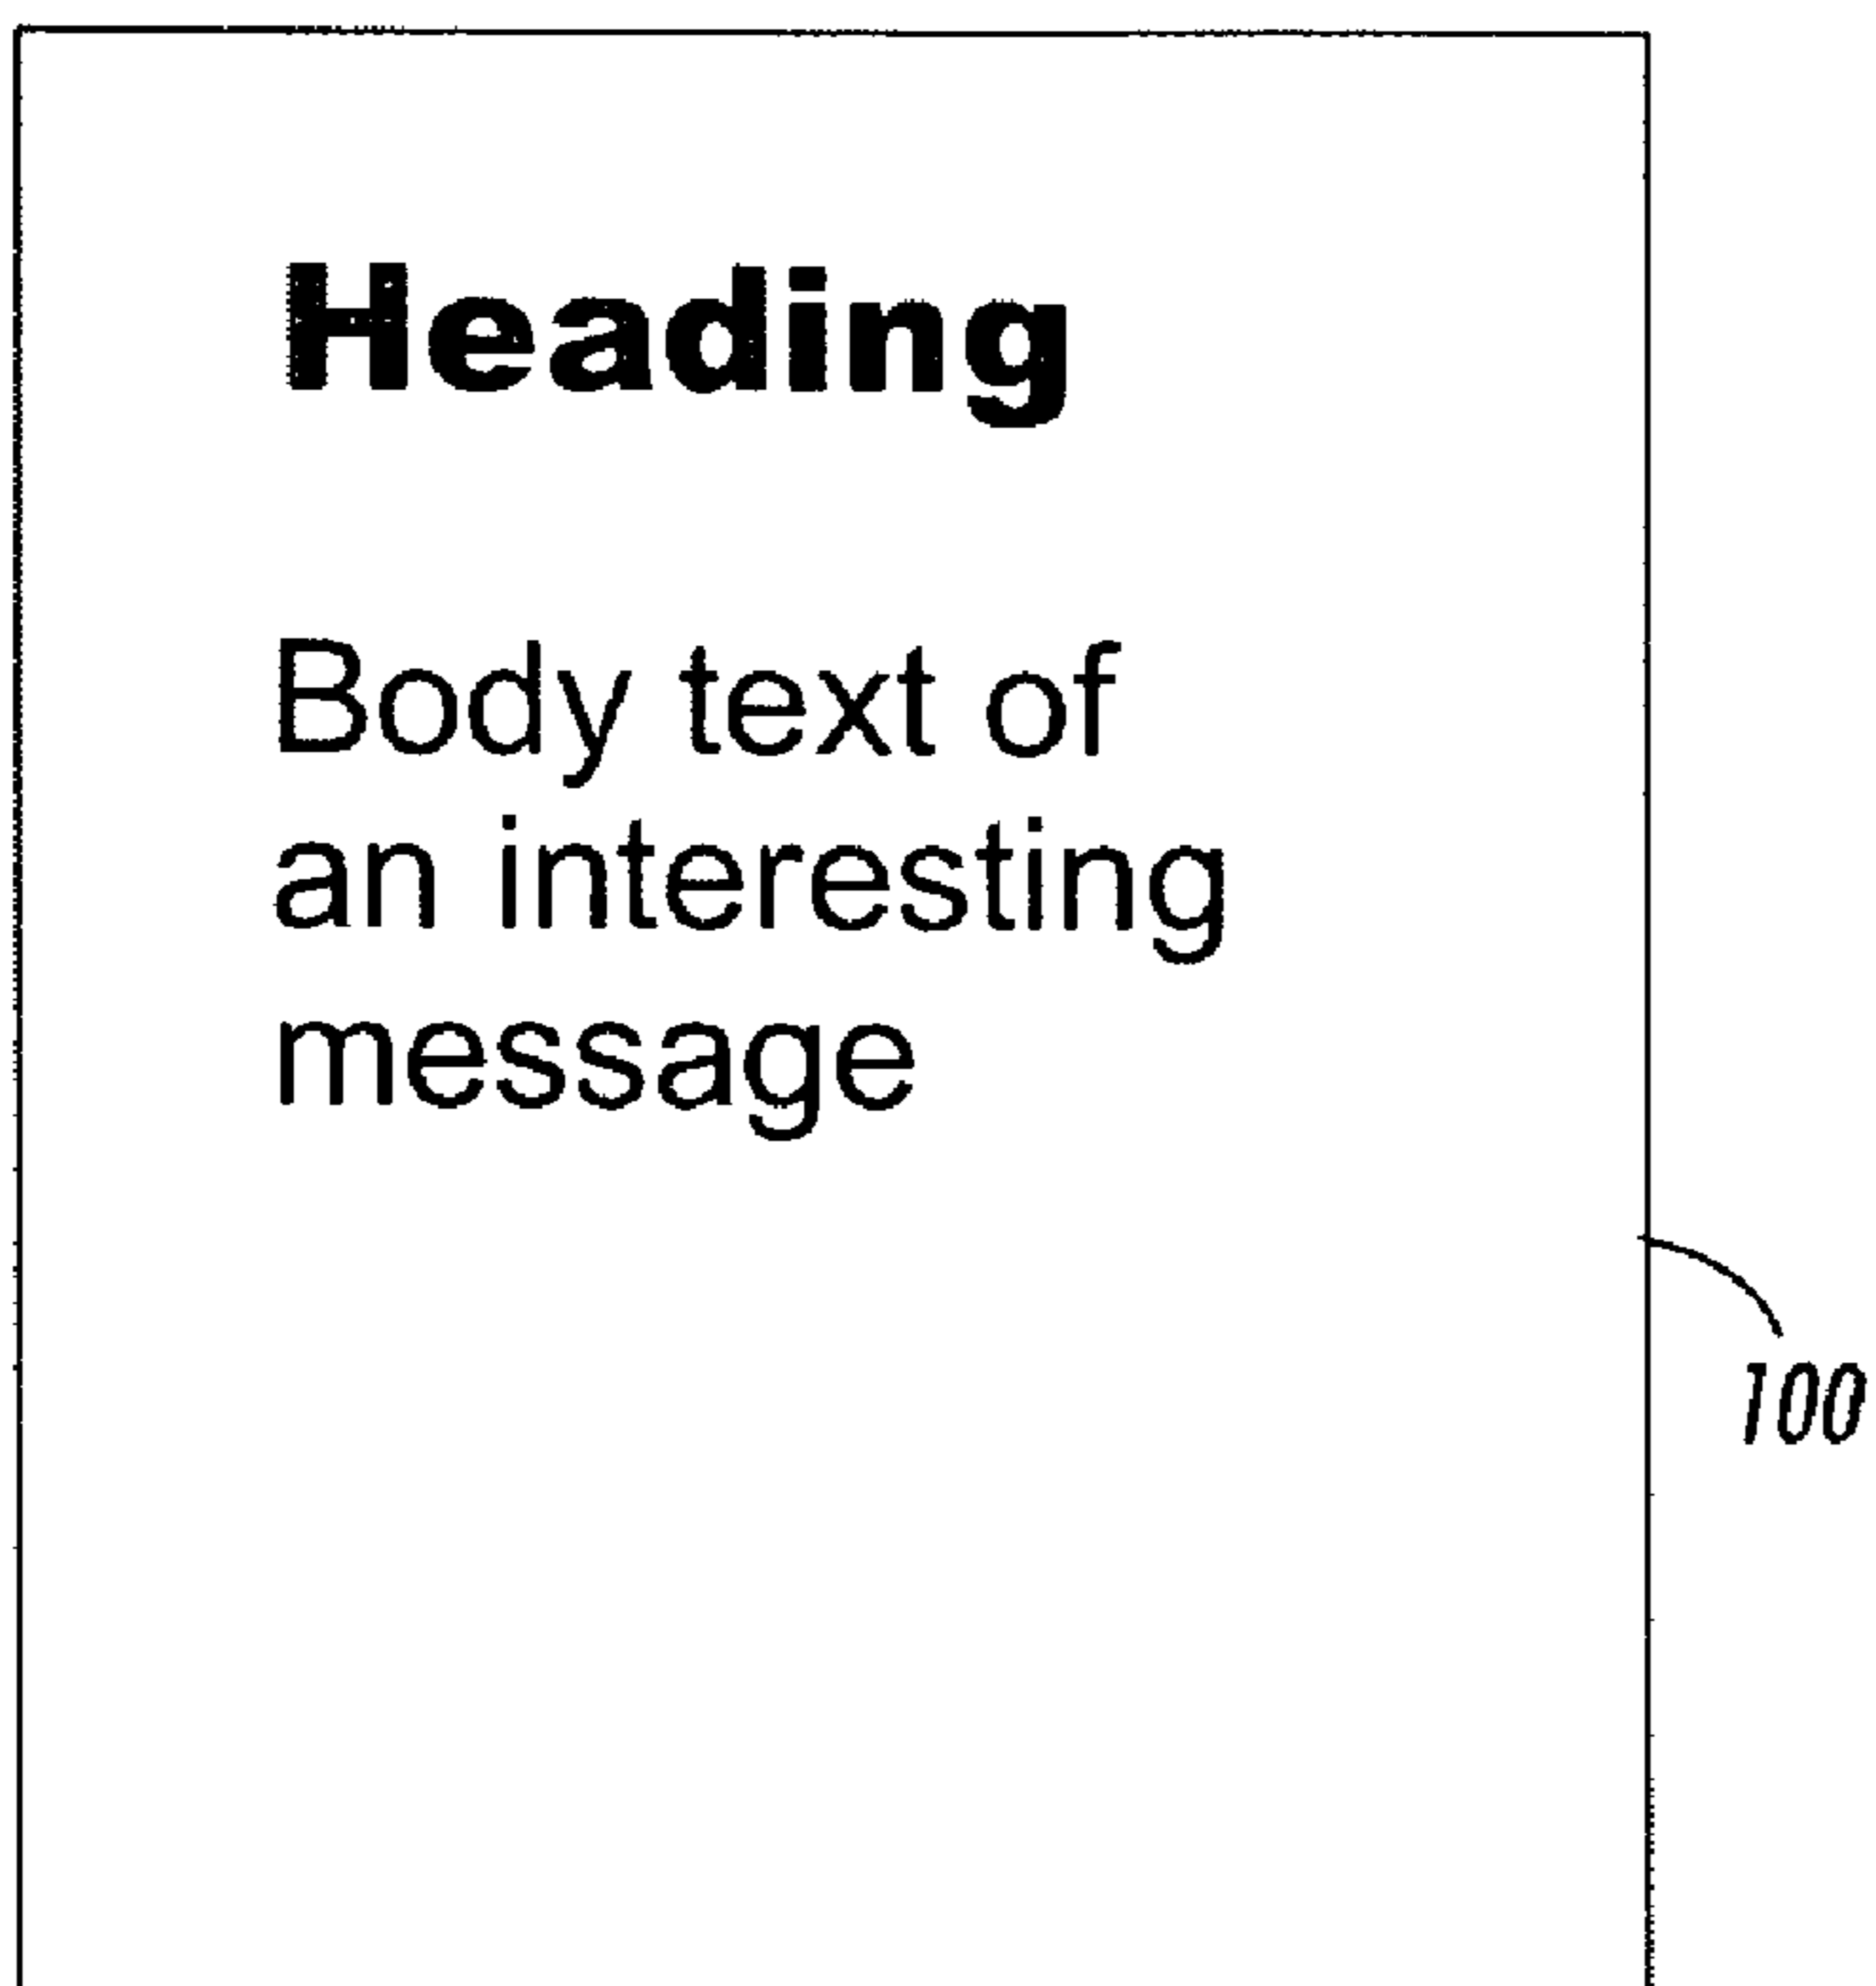 Heading
Body text of
an interesting
message
100